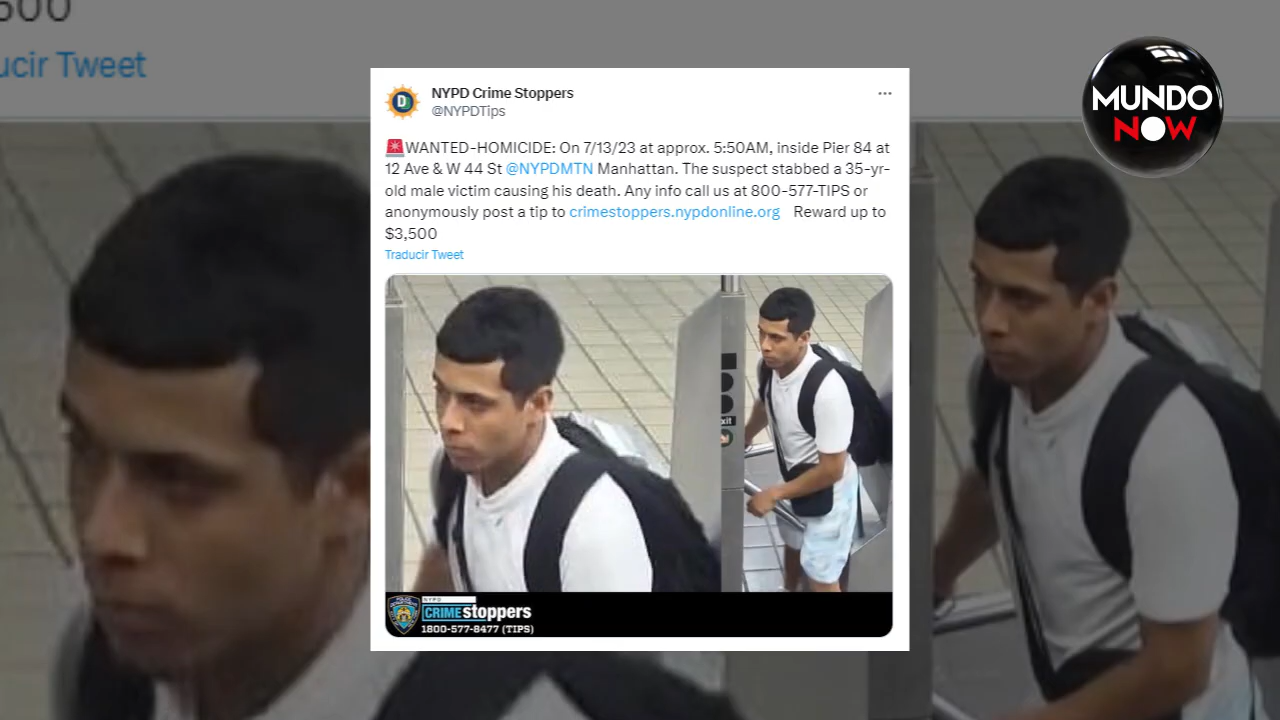 500
ucir Tweet
MUNDO
NOW
NYPD Crime Stoppers
@NYPDTips
WANTED-HOMICIDE: On 7/13/23 at approx. 5:50AM, inside Pier 84 at
12 Ave & W 44 St @NYPDMTN Manhattan. The suspect stabbed a 35-yr-
old male victim causing his death. Any info call us at 800-577-TIPS or
anonymously post a tip to crimestoppers.nypdonline.org Reward up to
$3,500
Traducir Tweet
xit
NYPD
CRIMEstoppers
1800-577-8477 (TIPS)